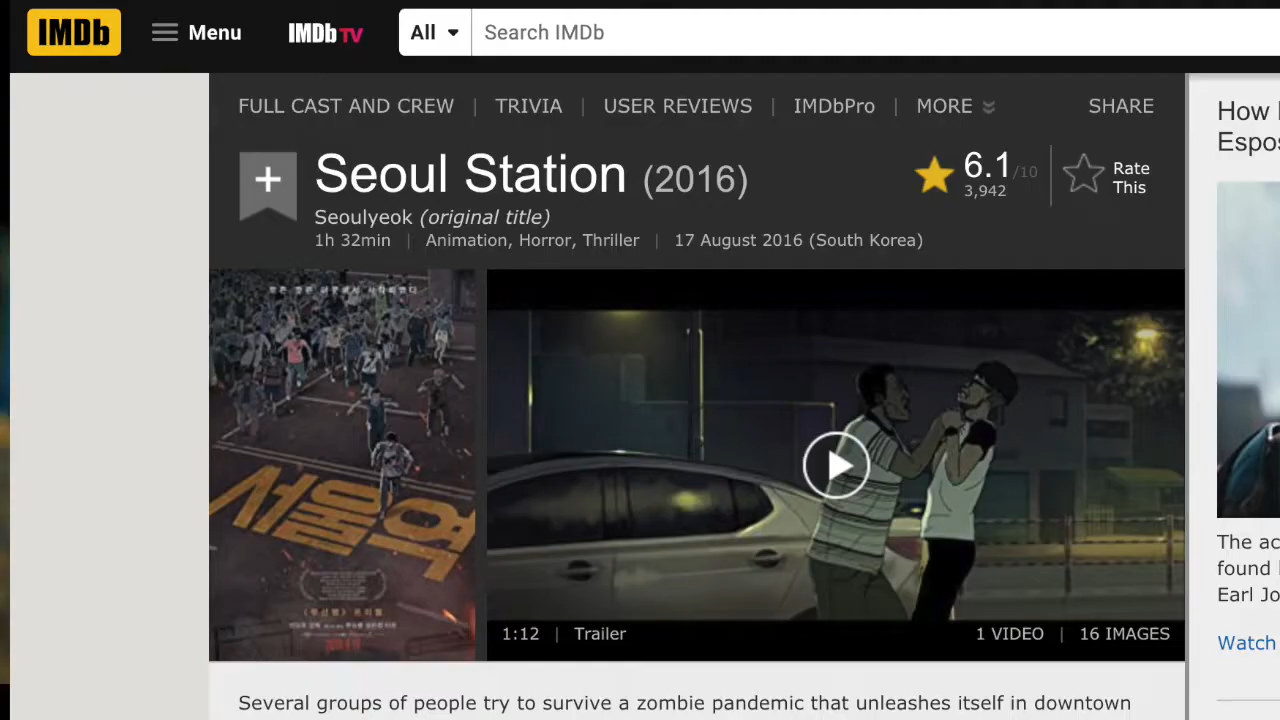 IMDb Menu IMDb TV All Search IMDb
FULL CAST AND CREW | TRIVIA | USER REVIEWS | IMDbPro | MORE SHARE
Seoul Station (2016)
6.1/10
3,942
Rate
This
Seoulyeok (original title)
1h 32min | Animation, Horror, Thriller | 17 August 2016 (South Korea)
서울역
1:12 | Trailer 1 VIDEO | 16 IMAGES
Several groups of people try to survive a zombie pandemic that unleashes itself in downtown
How
Espos
The ac
found
Earl Jo
Watch